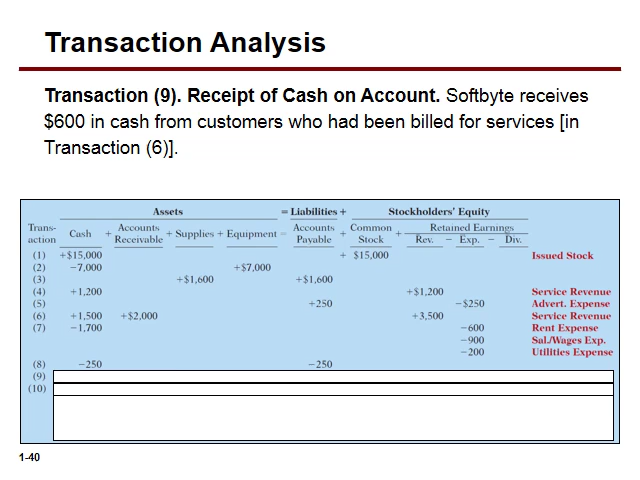 Transaction Analysis
Transaction (9). Receipt of Cash on Account. Softbyte receives
$600 in cash from customers who had been billed for services [in
Transaction (6)].
Assets = Liabilities + Stockholders' Equity
Trans- Accounts Accounts Common Retained Earnings
action Cash + Receivable + Supplies + Equipment = Payable + Stock + Rev. − Exp. − Div.
(1) +$15,000 + $15,000 Issued Stock
(2) −7,000 +$7,000
(3) +$1,600 +$1,600
(4) +1,200 +$1,200 Service Revenue
(5) +250 −$250 Advert. Expense
(6) +1,500 +$2,000 +3,500 Service Revenue
(7) −1,700 −600 Rent Expense
−900 Sal./Wages Exp.
−200 Utilities Expense
(8) −250 −250
(9)
(10)
1-40